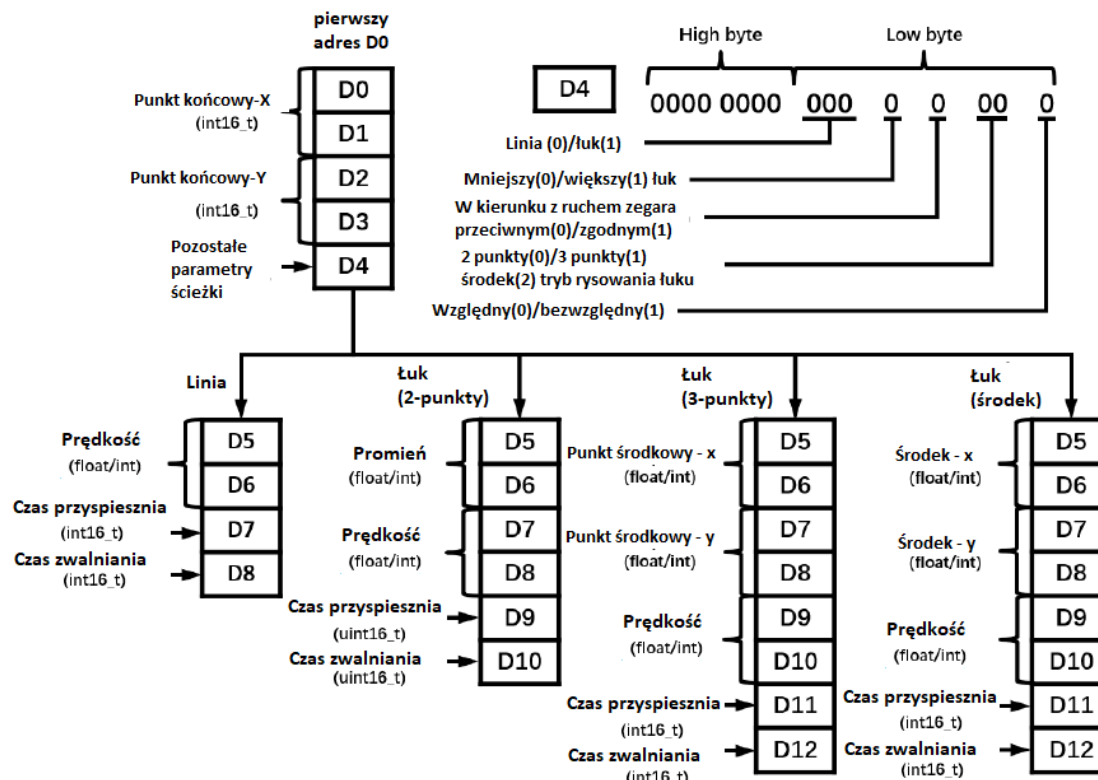 pierwszy
adres D0
D0
D1
D2
D3
D4
Punkt końcowy-X
(int16_t)
Punkt końcowy-Y
(int16_t)
Pozostałe
parametry
ścieżki
High byte
Low byte
D4
0000 0000 000 0 0 00 0
Linia (0)/łuk(1)
Mniejszy(0)/większy(1) łuk
W kierunku z ruchem zegara
przeciwnym(0)/zgodnym(1)
2 punkty(0)/3 punkty(1)
środek(2) tryb rysowania łuku
Względny(0)/bezwzględny(1)
Linia
Prędkość
(float/int)
Czas przyspiesznia
(int16_t)
Czas zwalniania
(int16_t)
D5
D6
D7
D8
Łuk
(2-punkty)
Promień
(float/int)
Prędkość
(float/int)
Czas przyspiesznia
(uint16_t)
Czas zwalniania
(uint16_t)
D5
D6
D7
D8
D9
D10
Łuk
(3-punkty)
Punkt środkowy - x
(float/int)
Punkt środkowy - y
(float/int)
Prędkość
(float/int)
Czas przyspiesznia
(int16_t)
Czas zwalniania
(int16_t)
D5
D6
D7
D8
D9
D10
D11
D12
Łuk
(środek)
Środek - x
(float/int)
Środek - y
(float/int)
Prędkość
(float/int)
Czas przyspiesznia
(int16_t)
Czas zwalniania
(int16_t)
D5
D6
D7
D8
D9
D10
D11
D12